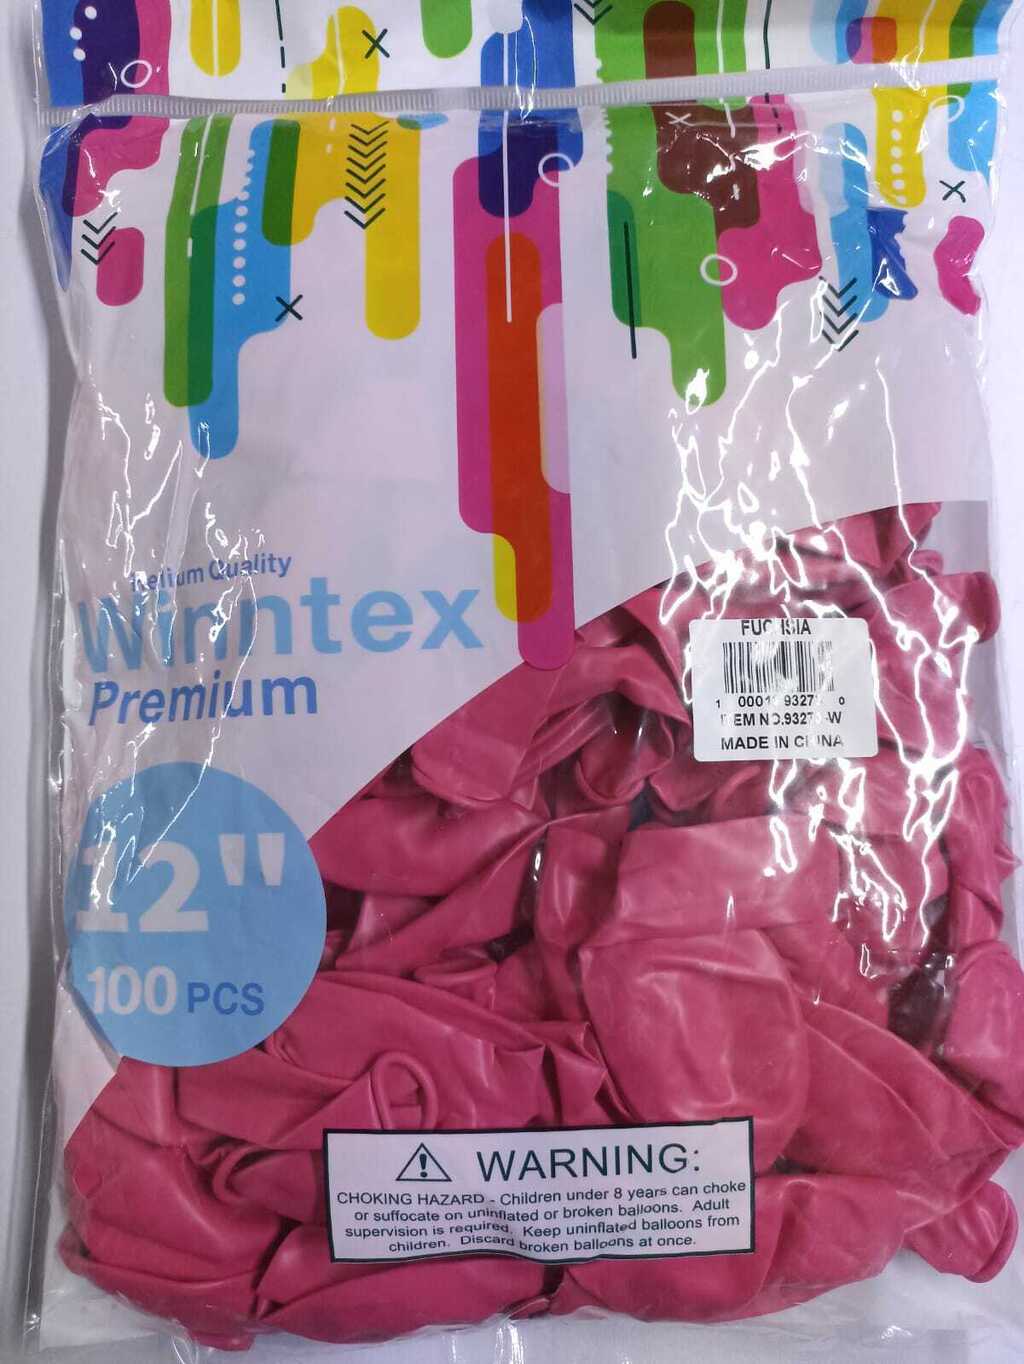 Helium Quality
Winntex
Premium
12"
100 PCS
FUCHSIA
MADE IN CHINA
WARNING:
CHOKING HAZARD - Children under 8 years can choke
or suffocate on uninflated or broken balloons. Adult
supervision is required. Keep uninflated balloons from
children. Discard broken balloons at once.